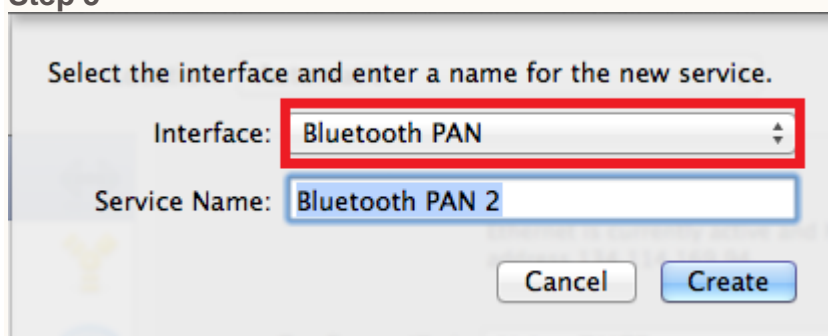 Select the interface and enter a name for the new service.
Interface: Bluetooth PAN
Service Name: Bluetooth PAN 2
Cancel Create